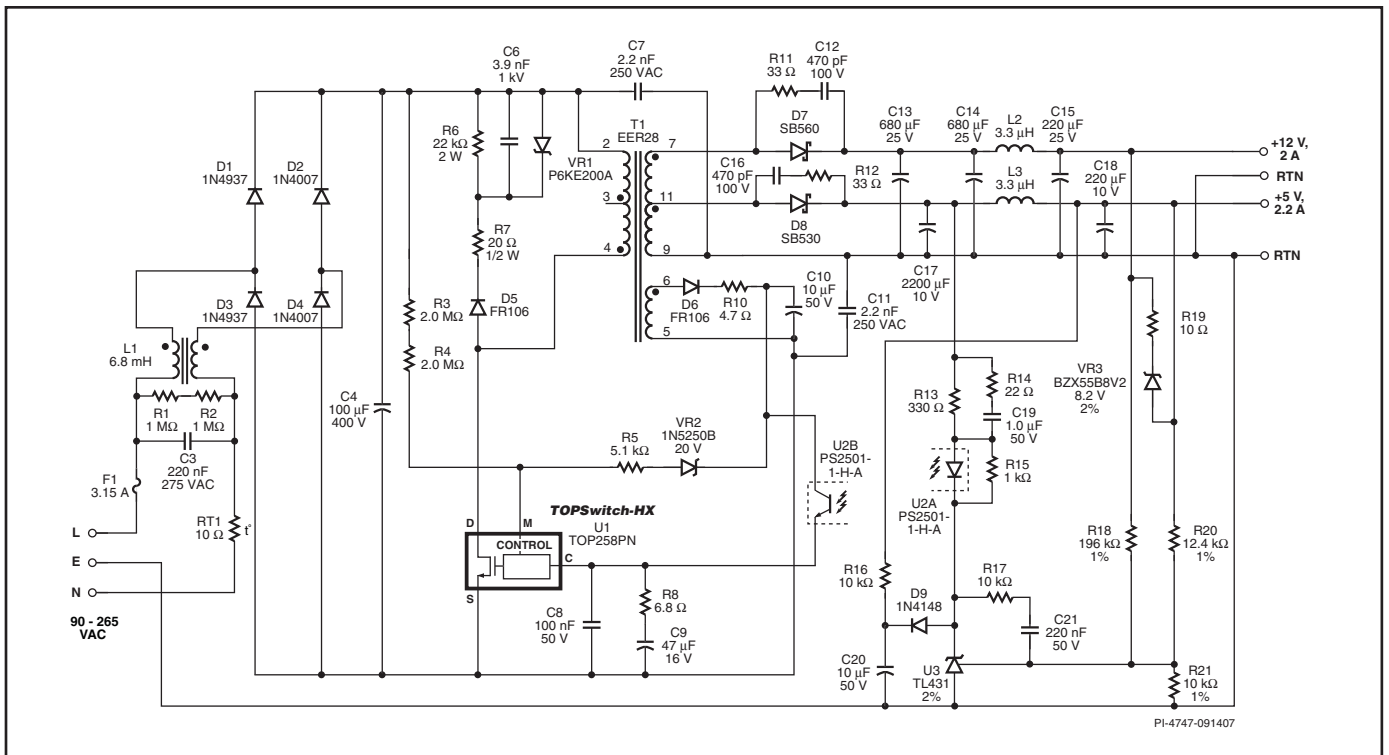 C6
3.9 nF
1 kV
C7
2.2 nF
250 VAC
R11
33 Ω
C12
470 pF
100 V
D7
SB560
C13
680 µF
25 V
C14
680 µF
25 V
L2
3.3 µH
C15
220 µF
25 V
+12 V,
2 A
RTN
+5 V,
2.2 A
RTN
T1
EER28
2
3
4
7
11
9
6
5
R6
22 kΩ
2 W
VR1
P6KE200A
D1
1N4937
D2
1N4007
C16
470 pF
100 V
R12
33 Ω
D8
SB530
L3
3.3 µH
C18
220 µF
10 V
R7
20 Ω
1/2 W
D3
1N4937
D4
1N4007
R3
2.0 MΩ
D5
FR106
D6
FR106
R10
4.7 Ω
C10
10 µF
50 V
C11
2.2 nF
250 VAC
C17
2200 µF
10 V
R19
10 Ω
L1
6.8 mH
R4
2.0 MΩ
R1
1 MΩ
R2
1 MΩ
C3
220 nF
275 VAC
C4
100 µF
400 V
R13
330 Ω
R14
22 Ω
C19
1.0 µF
50 V
VR3
BZX55B8V2
8.2 V
2%
R5
5.1 kΩ
VR2
1N5250B
20 V
U2B
PS2501-
1-H-A
R15
1 kΩ
U2A
PS2501-
1-H-A
F1
3.15 A
RT1
10 Ω
t°
L
E
N
90 - 265
VAC
TOPSwitch-HX
U1
TOP258PN
D
M
CONTROL
C
S
C8
100 nF
50 V
R8
6.8 Ω
C9
47 µF
16 V
R16
10 kΩ
D9
1N4148
R17
10 kΩ
C21
220 nF
50 V
R18
196 kΩ
1%
R20
12.4 kΩ
1%
C20
10 µF
50 V
U3
TL431
2%
R21
10 kΩ
1%
PI-4747-091407